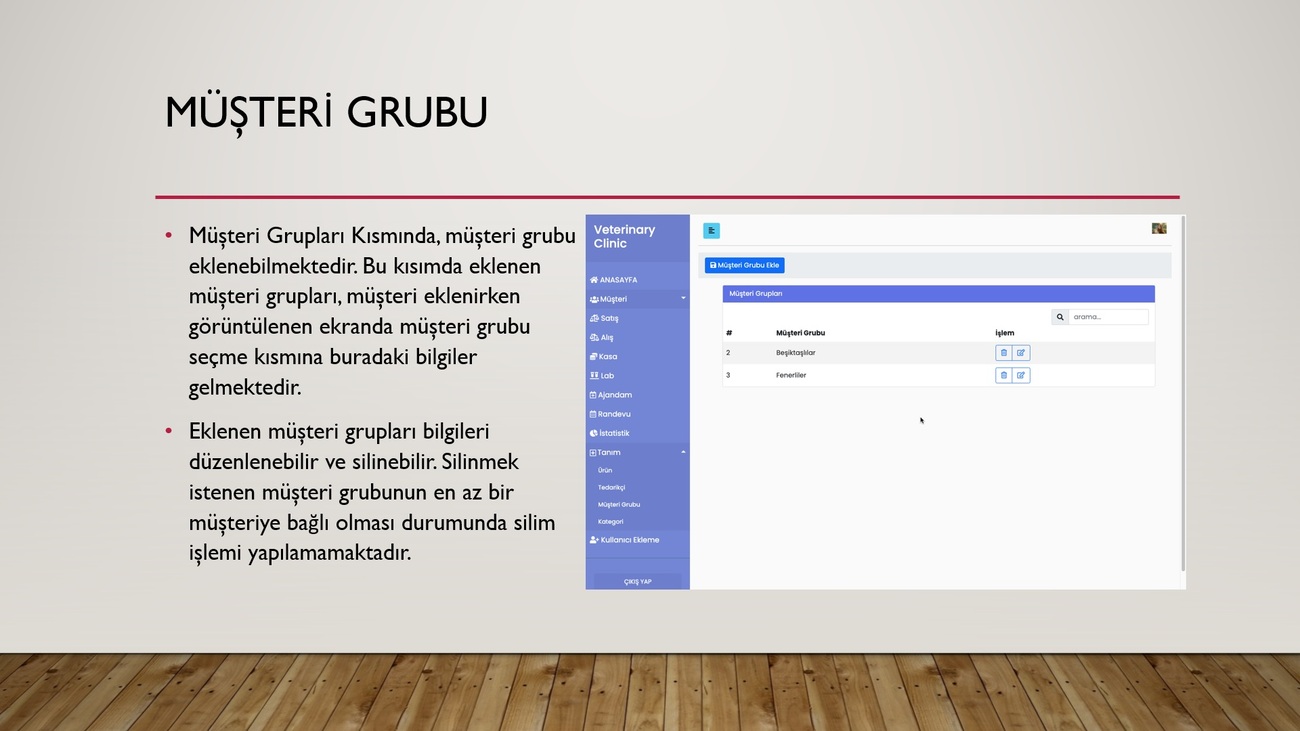 MÜŞTERİ GRUBU
• Müşteri Grupları Kısmında, müşteri grubu
eklenebilmektedir. Bu kısımda eklenen
müşteri grupları, müşteri eklenirken
görüntülenen ekranda müşteri grubu
seçme kısmına buradaki bilgiler
gelmektedir.
• Eklenen müşteri grupları bilgileri
düzenlenebilir ve silinebilir. Silinmek
istenen müşteri grubunun en az bir
müşteriye bağlı olması durumunda silim
işlemi yapılamamaktadır.
Veterinary
Clinic
ANASAYFA
Müşteri
Satış
Alış
Kasa
Lab
Ajandam
Randevu
İstatistik
Tanım
Ürün
Tedarikçi
Müşteri Grubu
Kategori
Kullanıcı Ekleme
ÇIKIŞ YAP
Müşteri Grubu Ekle
Müşteri Grupları
arama...
# Müşteri Grubu işlem
2 Beşiktaşlılar
3 Fenerliler